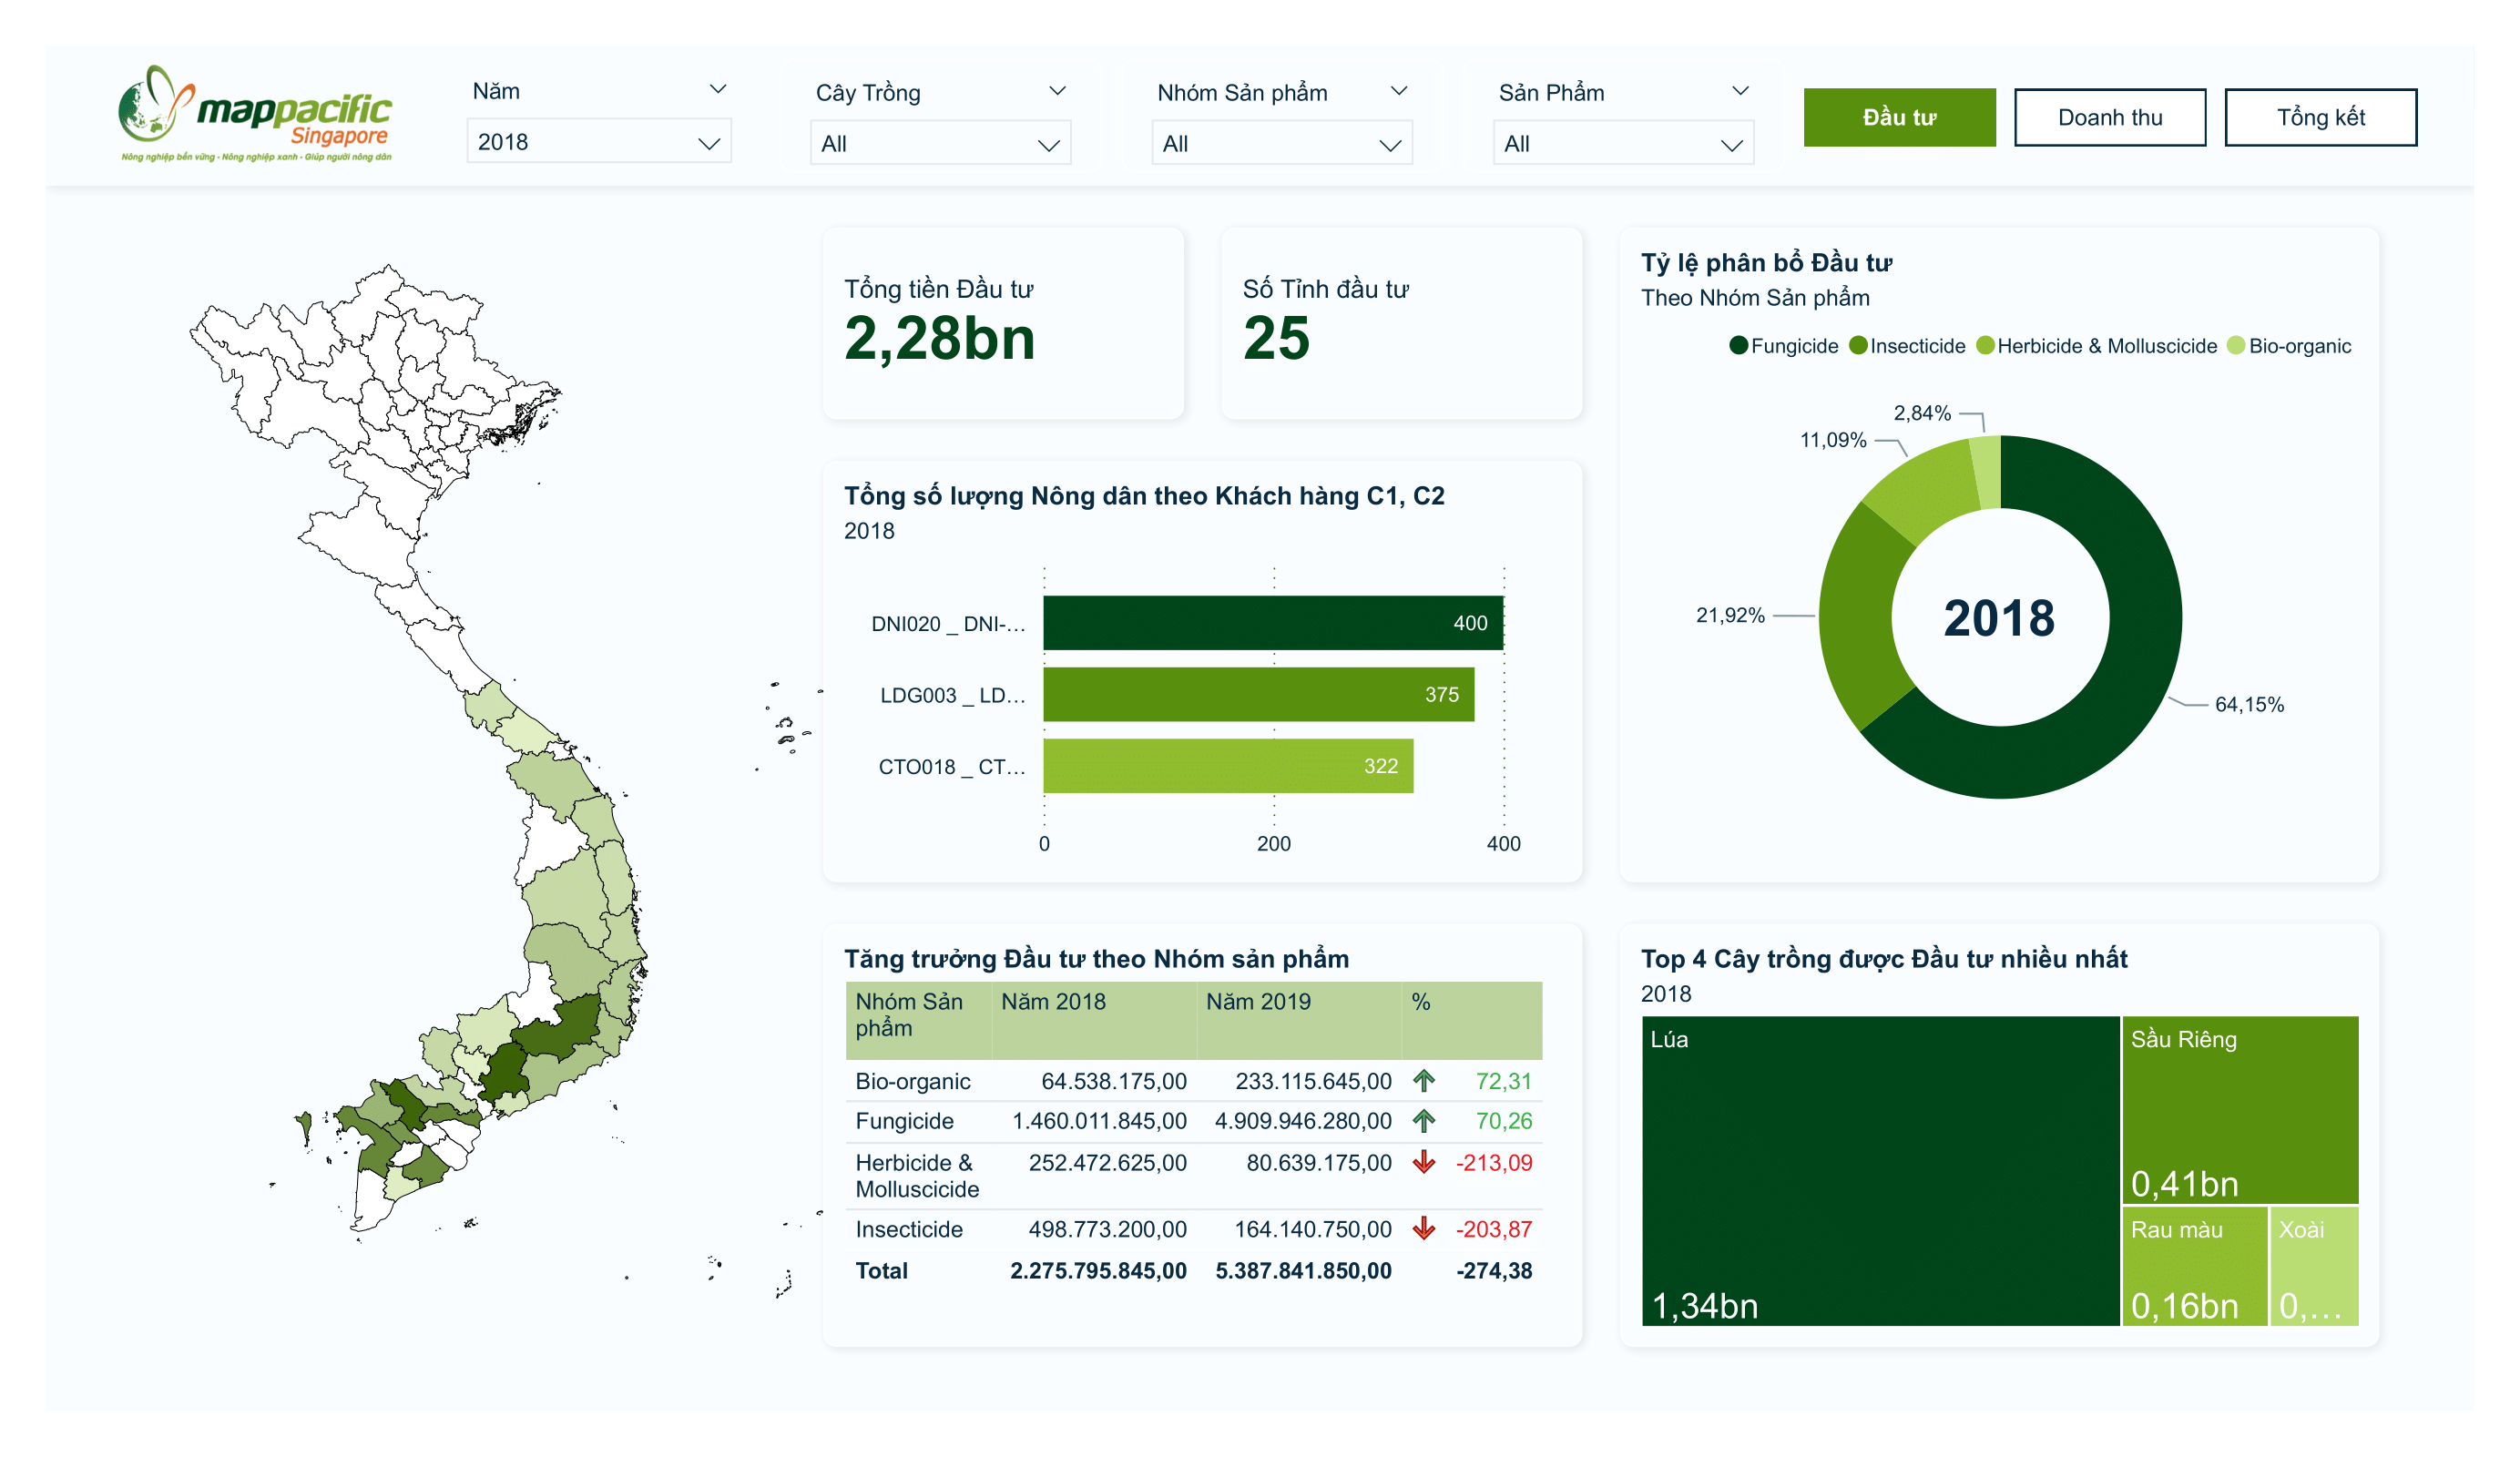 mappacific
Singapore
Nông nghiệp bền vững - Nông nghiệp xanh - Giúp người nông dân
Năm
2018
Cây Trồng
All
Nhóm Sản phẩm
All
Sản Phẩm
All
Đầu tư
Doanh thu
Tổng kết
Tổng tiền Đầu tư
2,28bn
Số Tỉnh đầu tư
25
Tổng số lượng Nông dân theo Khách hàng C1, C2
2018
DNI020 _ DNI-…
400
LDG003 _ LD…
375
CTO018 _ CT…
322
0
200
400
Tỷ lệ phân bổ Đầu tư
Theo Nhóm Sản phẩm
Fungicide Insecticide Herbicide & Molluscicide Bio-organic
2,84%
11,09%
21,92%
2018
64,15%
Tăng trưởng Đầu tư theo Nhóm sản phẩm
Nhóm Sản phẩm Năm 2018 Năm 2019 %
Bio-organic 64.538.175,00 233.115.645,00 72,31
Fungicide 1.460.011.845,00 4.909.946.280,00 70,26
Herbicide & Molluscicide 252.472.625,00 80.639.175,00 -213,09
Insecticide 498.773.200,00 164.140.750,00 -203,87
Total 2.275.795.845,00 5.387.841.850,00 -274,38
Top 4 Cây trồng được Đầu tư nhiều nhất
2018
Lúa
1,34bn
Sầu Riêng
0,41bn
Rau màu
0,16bn
Xoài
0,…